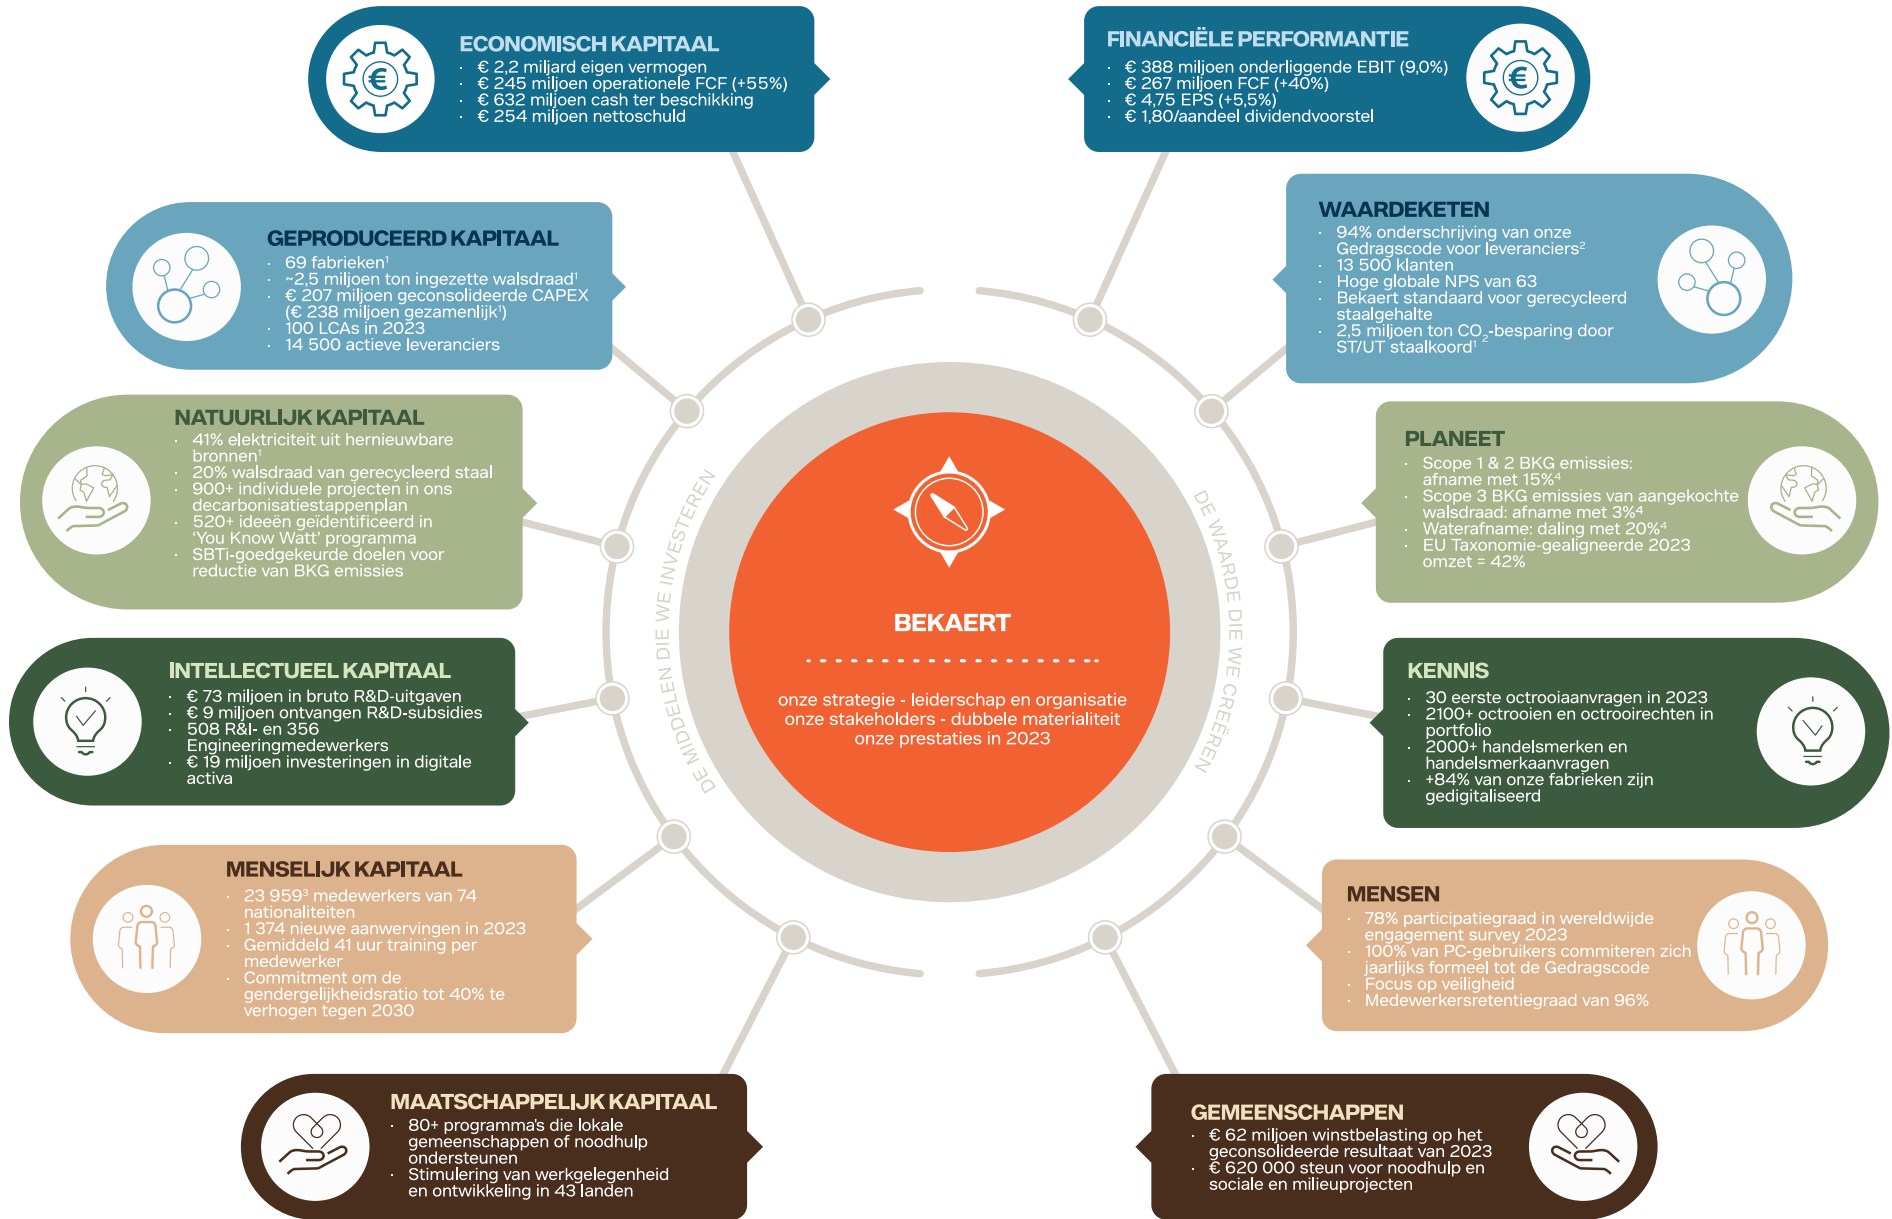 ECONOMISCH KAPITAAL
· € 2,2 miljard eigen vermogen
· € 245 miljoen operationele FCF (+55%)
· € 632 miljoen cash ter beschikking
· € 254 miljoen nettoschuld
GEPRODUCEERD KAPITAAL
· 69 fabrieken¹
· ~2,5 miljoen ton ingezette walsdraad¹
· € 207 miljoen geconsolideerde CAPEX
(€ 238 miljoen gezamenlijk¹)
· 100 LCAs in 2023
· 14 500 actieve leveranciers
NATUURLIJK KAPITAAL
· 41% elektriciteit uit hernieuwbare
bronnen¹
· 20% walsdraad van gerecycleerd staal
· 900+ individuele projecten in ons
decarbonisatiestappenplan
· 520+ ideeën geïdentificeerd in
‘You Know Watt’ programma
· SBTi-goedgekeurde doelen voor
reductie van BKG emissies
INTELLECTUEEL KAPITAAL
· € 73 miljoen in bruto R&D-uitgaven
· € 9 miljoen ontvangen R&D-subsidies
· 508 R&I- en 356
Engineeringmedewerkers
· € 19 miljoen investeringen in digitale
activa
MENSELIJK KAPITAAL
· 23 959³ medewerkers van 74
nationaliteiten
· 1 374 nieuwe aanwervingen in 2023
· Gemiddeld 41 uur training per
medewerker
· Commitment om de
gendergelijkheidsratio tot 40% te
verhogen tegen 2030
MAATSCHAPPELIJK KAPITAAL
· 80+ programma's die lokale
gemeenschappen of noodhulp
ondersteunen
· Stimulering van werkgelegenheid
en ontwikkeling in 43 landen
DE MIDDELEN DIE WE INVESTEREN
BEKAERT
onze strategie - leiderschap en organisatie
onze stakeholders - dubbele materialiteit
onze prestaties in 2023
DE WAARDE DIE WE CREËREN
FINANCIËLE PERFORMANTIE
· € 388 miljoen onderliggende EBIT (9,0%)
· € 267 miljoen FCF (+40%)
· € 4,75 EPS (+5,5%)
· € 1,80/aandeel dividendvoorstel
WAARDEKETEN
· 94% onderschrijving van onze
Gedragscode voor leveranciers²
· 13 500 klanten
· Hoge globale NPS van 63
· Bekaert standaard voor gerecycleerd
staalgehalte
· 2,5 miljoen ton CO₂-besparing door
ST/UT staalkoord¹
PLANEET
· Scope 1 & 2 BKG emissies:
afname met 15%⁴
· Scope 3 BKG emissies van aangekochte
walsdraad: afname met 3%⁴
· Waterafname: daling met 20%⁴
· EU Taxonomie-gealigneerde 2023
omzet = 42%
KENNIS
· 30 eerste octrooiaanvragen in 2023
· 2100+ octrooien en octrooirechten in
portfolio
· 2000+ handelsmerken en
handelsmerkaanvragen
· +84% van onze fabrieken zijn
gedigitaliseerd
MENSEN
· 78% participatiegraad in wereldwijde
engagement survey 2023
· 100% van PC-gebruikers commiteren zich
jaarlijks formeel tot de Gedragscode
· Focus op veiligheid
· Medewerkersretentiegraad van 96%
GEMEENSCHAPPEN
· € 62 miljoen winstbelasting op het
geconsolideerde resultaat van 2023
· € 620 000 steun voor noodhulp en
sociale en milieuprojecten